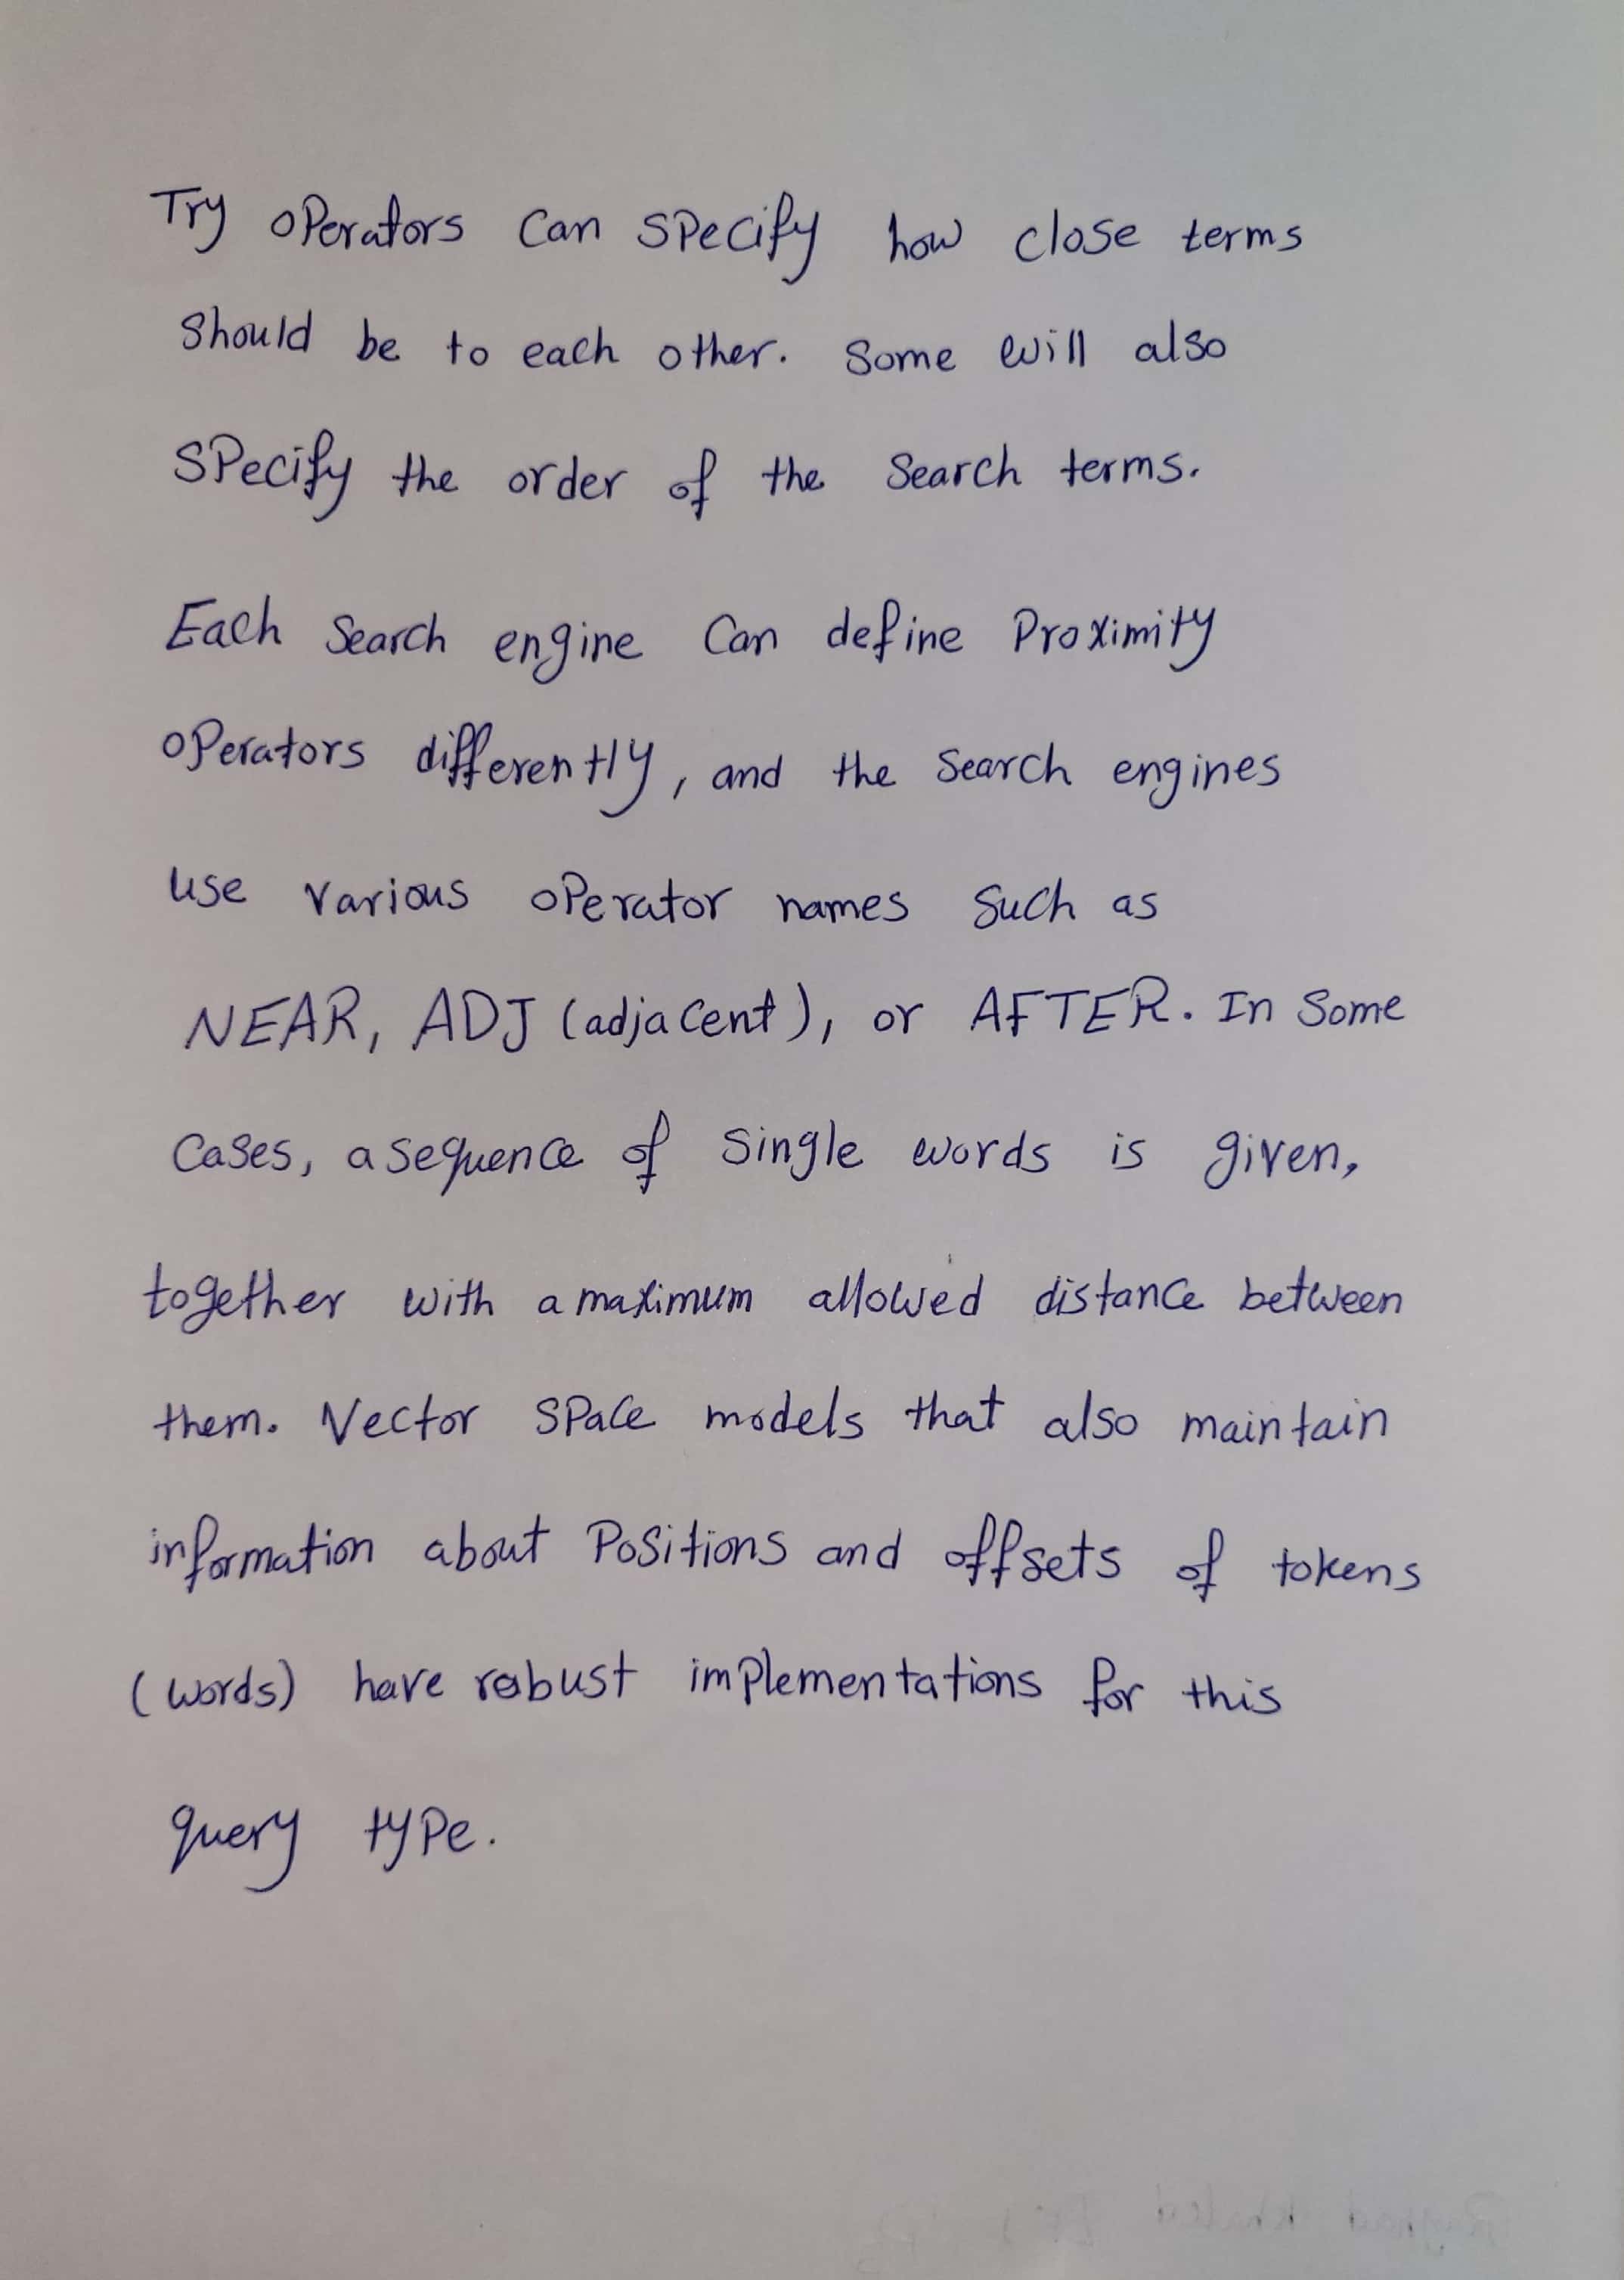 Try operators can specify how close terms
should be to each other. Some will also
specify the order of the search terms.
Each search engine can define proximity
operators differently, and the search engines
use various operator names such as
NEAR, ADJ (adjacent), or AFTER. In some
cases, a sequence of single words is given,
together with a maximum allowed distance between
them. Vector space models that also maintain
information about positions and offsets of tokens
(words) have robust implementations for this
query type.